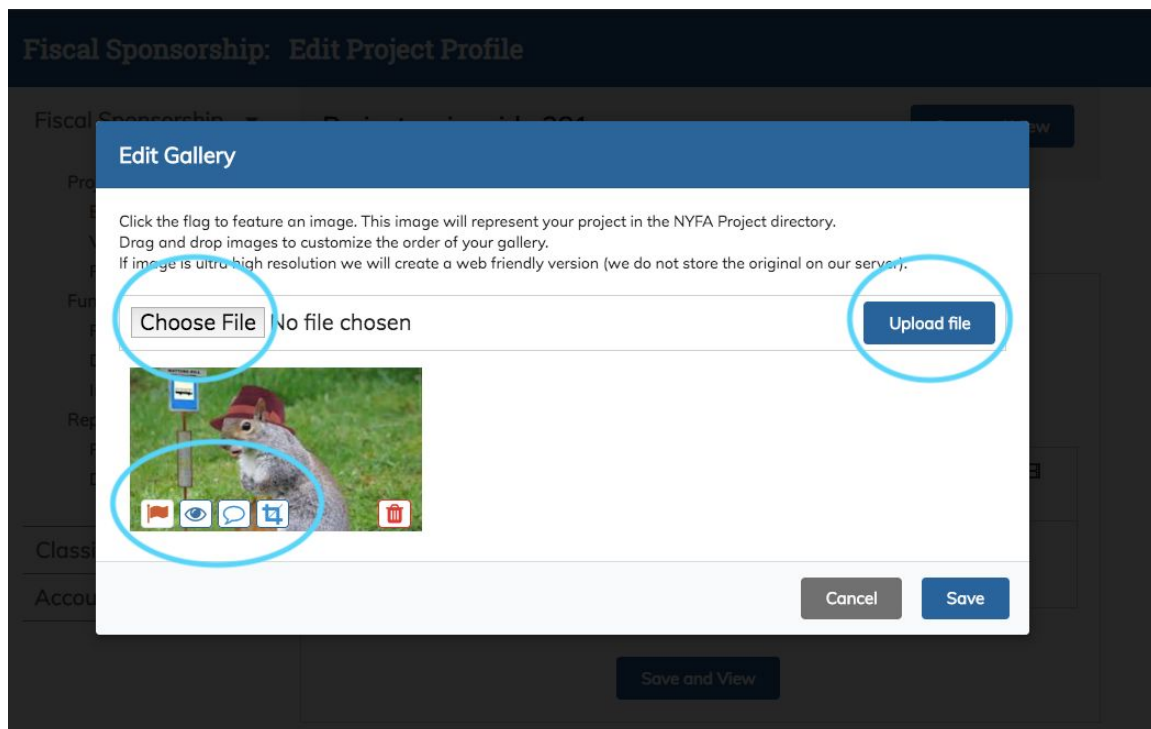 Fiscal Sponsorship: Edit Project Profile
Fiscal Sponsorship
Edit Gallery
Click the flag to feature an image. This image will represent your project in the NYFA Project directory.
Drag and drop images to customize the order of your gallery.
If image is ultra high resolution we will create a web friendly version (we do not store the original on our server).
Choose File No file chosen
Upload file
Cancel Save
Save and View